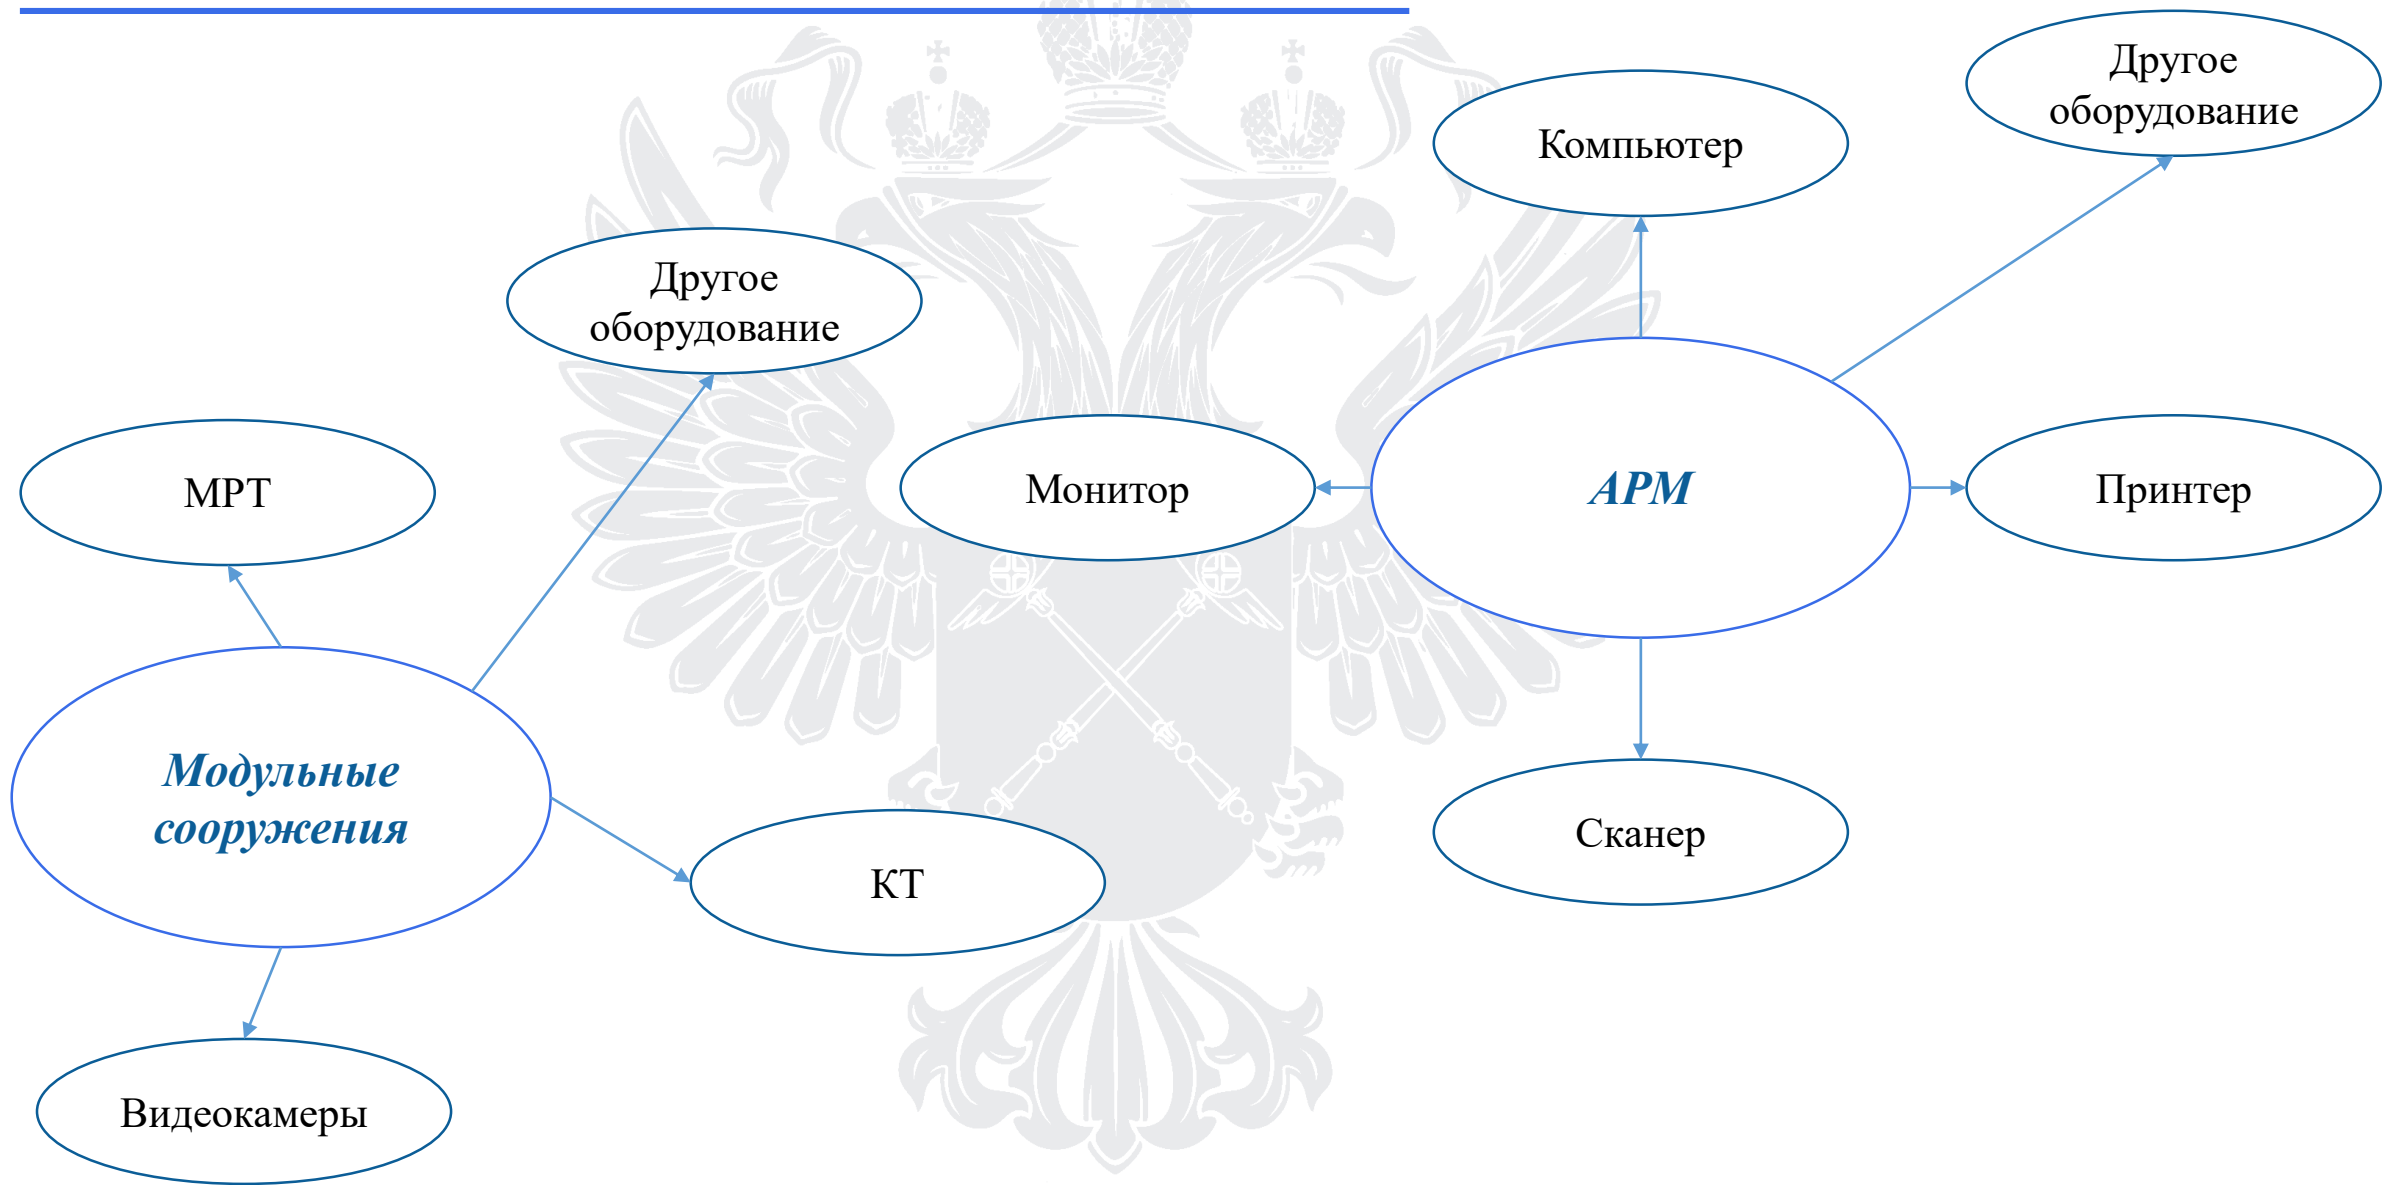 Другое
оборудование
Компьютер
Другое
оборудование
МРТ
Монитор
АРМ
Принтер
Модульные
сооружения
Сканер
КТ
Видеокамеры